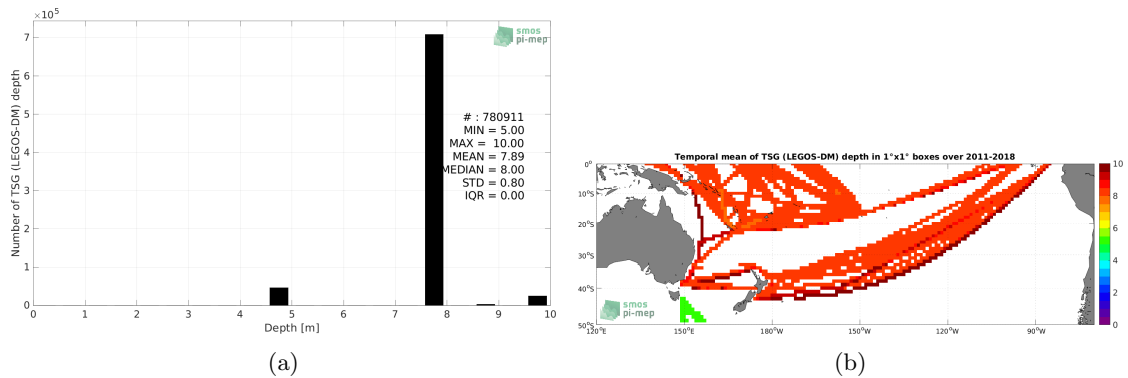 ×10⁵
7
6
5
4
3
2
1
0
Number of TSG (LEGOS-DM) depth
smos
pi-mep
# : 780911
MIN = 5.00
MAX = 10.00
MEAN = 7.89
MEDIAN = 8.00
STD = 0.80
IQR = 0.00
0 1 2 3 4 5 6 7 8 9 10
Depth [m]
(a)
Temporal mean of TSG (LEGOS-DM) depth in 1°x1° boxes over 2011-2018
0°
10°S
20°S
30°S
40°S
50°S
smos
pi-mep
120°E 150°E 180°W 150°W 120°W 90°W
10
8
6
4
2
0
(b)